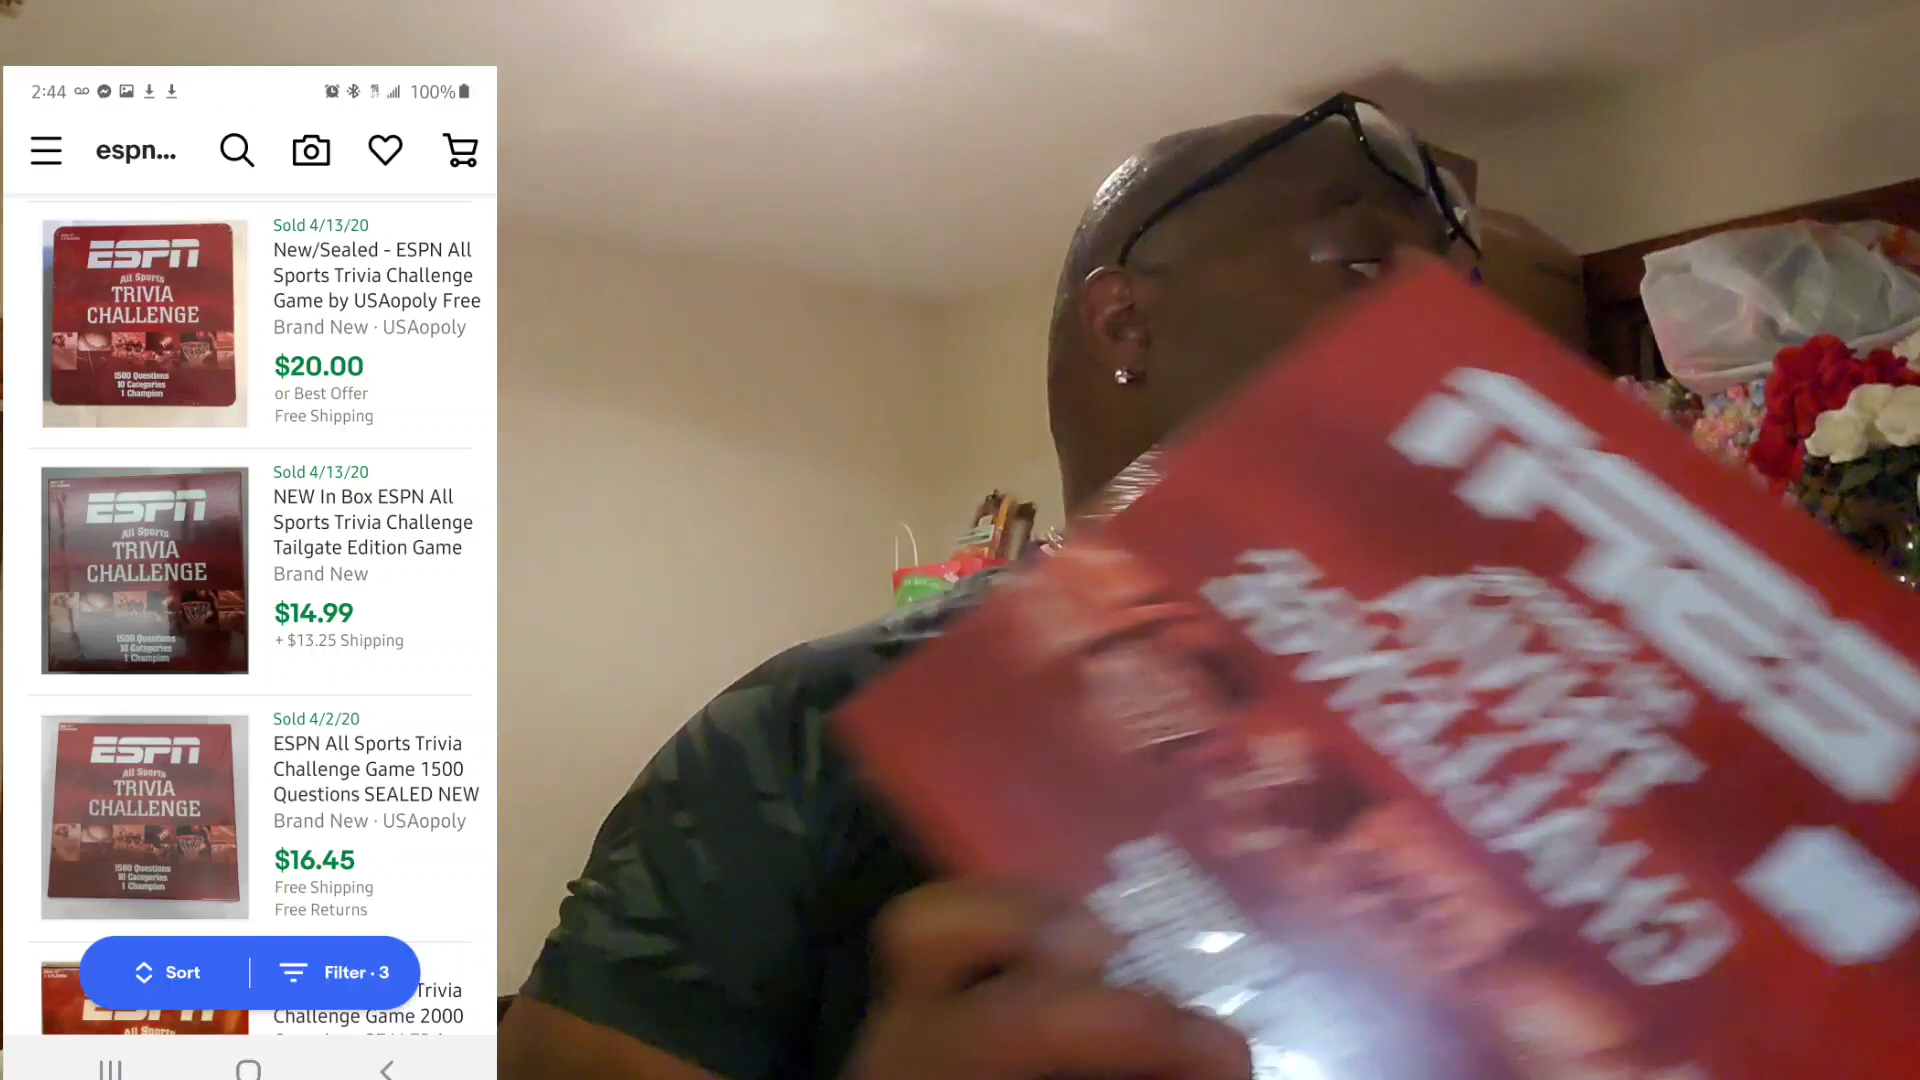 2:44
100%
espn...
Sold 4/13/20
New/Sealed - ESPN All
Sports Trivia Challenge
Game by USAopoly Free
Brand New · USAopoly
$20.00
or Best Offer
Free Shipping
ESPN
All Sports
TRIVIA
CHALLENGE
1500 Questions
10 Categories
1 Champion
Sold 4/13/20
NEW In Box ESPN All
Sports Trivia Challenge
Tailgate Edition Game
Brand New
$14.99
+ $13.25 Shipping
ESPN
All Sports
TRIVIA
CHALLENGE
1500 Questions
10 Categories
1 Champion
Sold 4/2/20
ESPN All Sports Trivia
Challenge Game 1500
Questions SEALED NEW
Brand New · USAopoly
$16.45
Free Shipping
Free Returns
ESPN
All Sports
TRIVIA
CHALLENGE
1500 Questions
10 Categories
1 Champion
Sort
Filter · 3
Trivia
Challenge Game 2000
ESPN
All Sports
ESPN
CHALLENGE